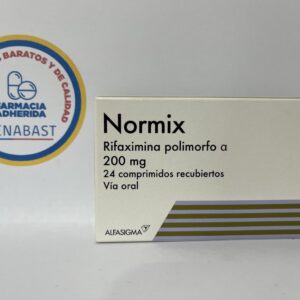 BARATOS Y DE CALIDAD
FARMACIA
ADHERIDA
CENABAST
Normix
Rifaximina polimorfo α
200 mg
24 comprimidos recubiertos
Vía oral
ALFASIGMA